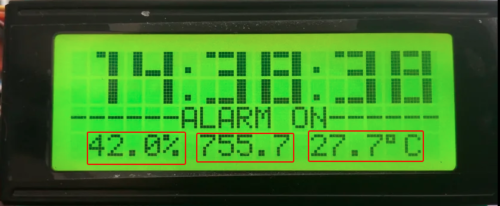 14:38:38
------ALARM ON------
42.0% 755.7 27.7°C